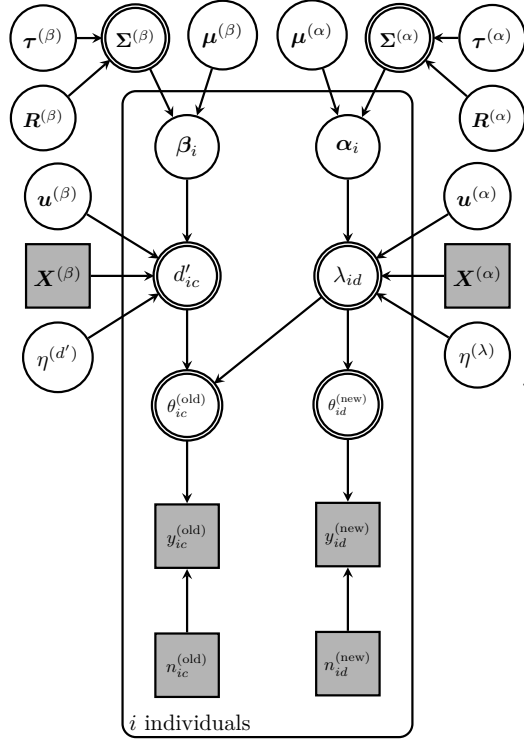 τ^(β) Σ^(β) μ^(β) μ^(α) Σ^(α) τ^(α)
R^(β) R^(α)
β_i α_i
u^(β) u^(α)
X^(β) d′_ic λ_id X^(α)
η^(d′) η^(λ)
θ_ic^(old) θ_id^(new)
y_ic^(old) y_id^(new)
n_ic^(old) n_id^(new)
i individuals